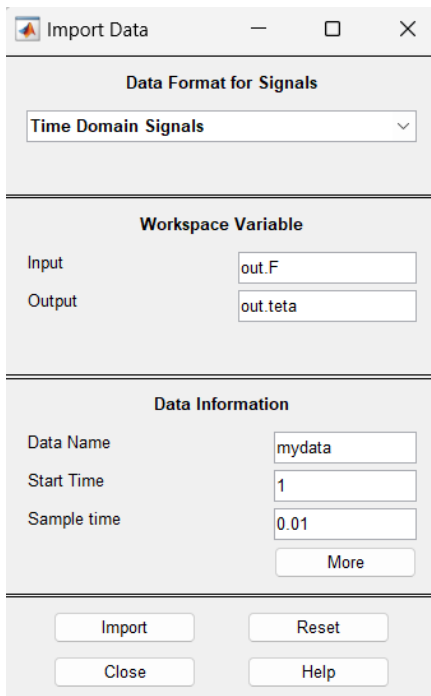 Import Data
Data Format for Signals
Time Domain Signals
Workspace Variable
Input out.F
Output out.teta
Data Information
Data Name mydata
Start Time 1
Sample time 0.01
More
Import Reset
Close Help